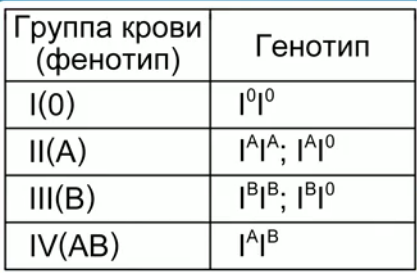 Группа крови
(фенотип)
Генотип
I(0)
I⁰I⁰
II(A)
IᴬIᴬ; IᴬI⁰
III(B)
IᴮIᴮ; IᴮI⁰
IV(AB)
IᴬIᴮ